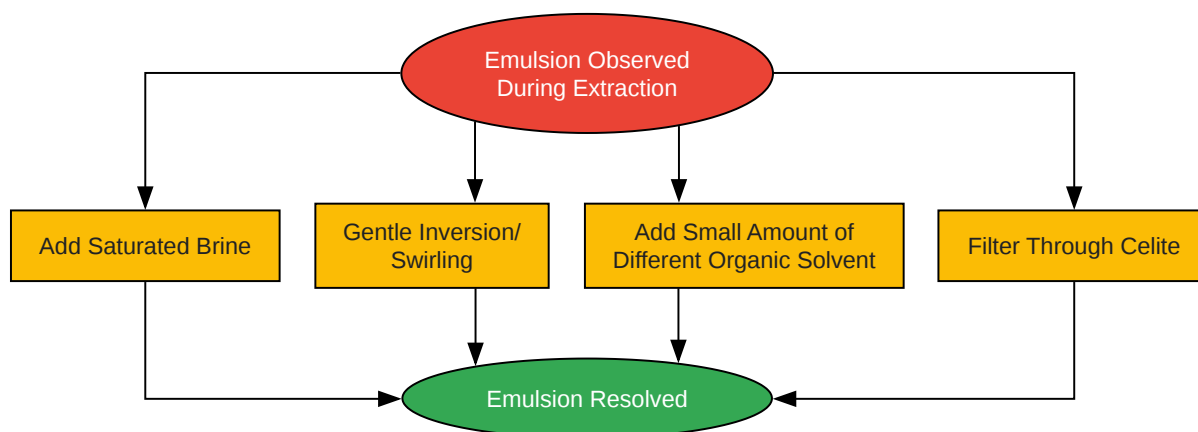 Emulsion Observed
During Extraction
Add Saturated Brine
Gentle Inversion/
Swirling
Add Small Amount of
Different Organic Solvent
Filter Through Celite
Emulsion Resolved